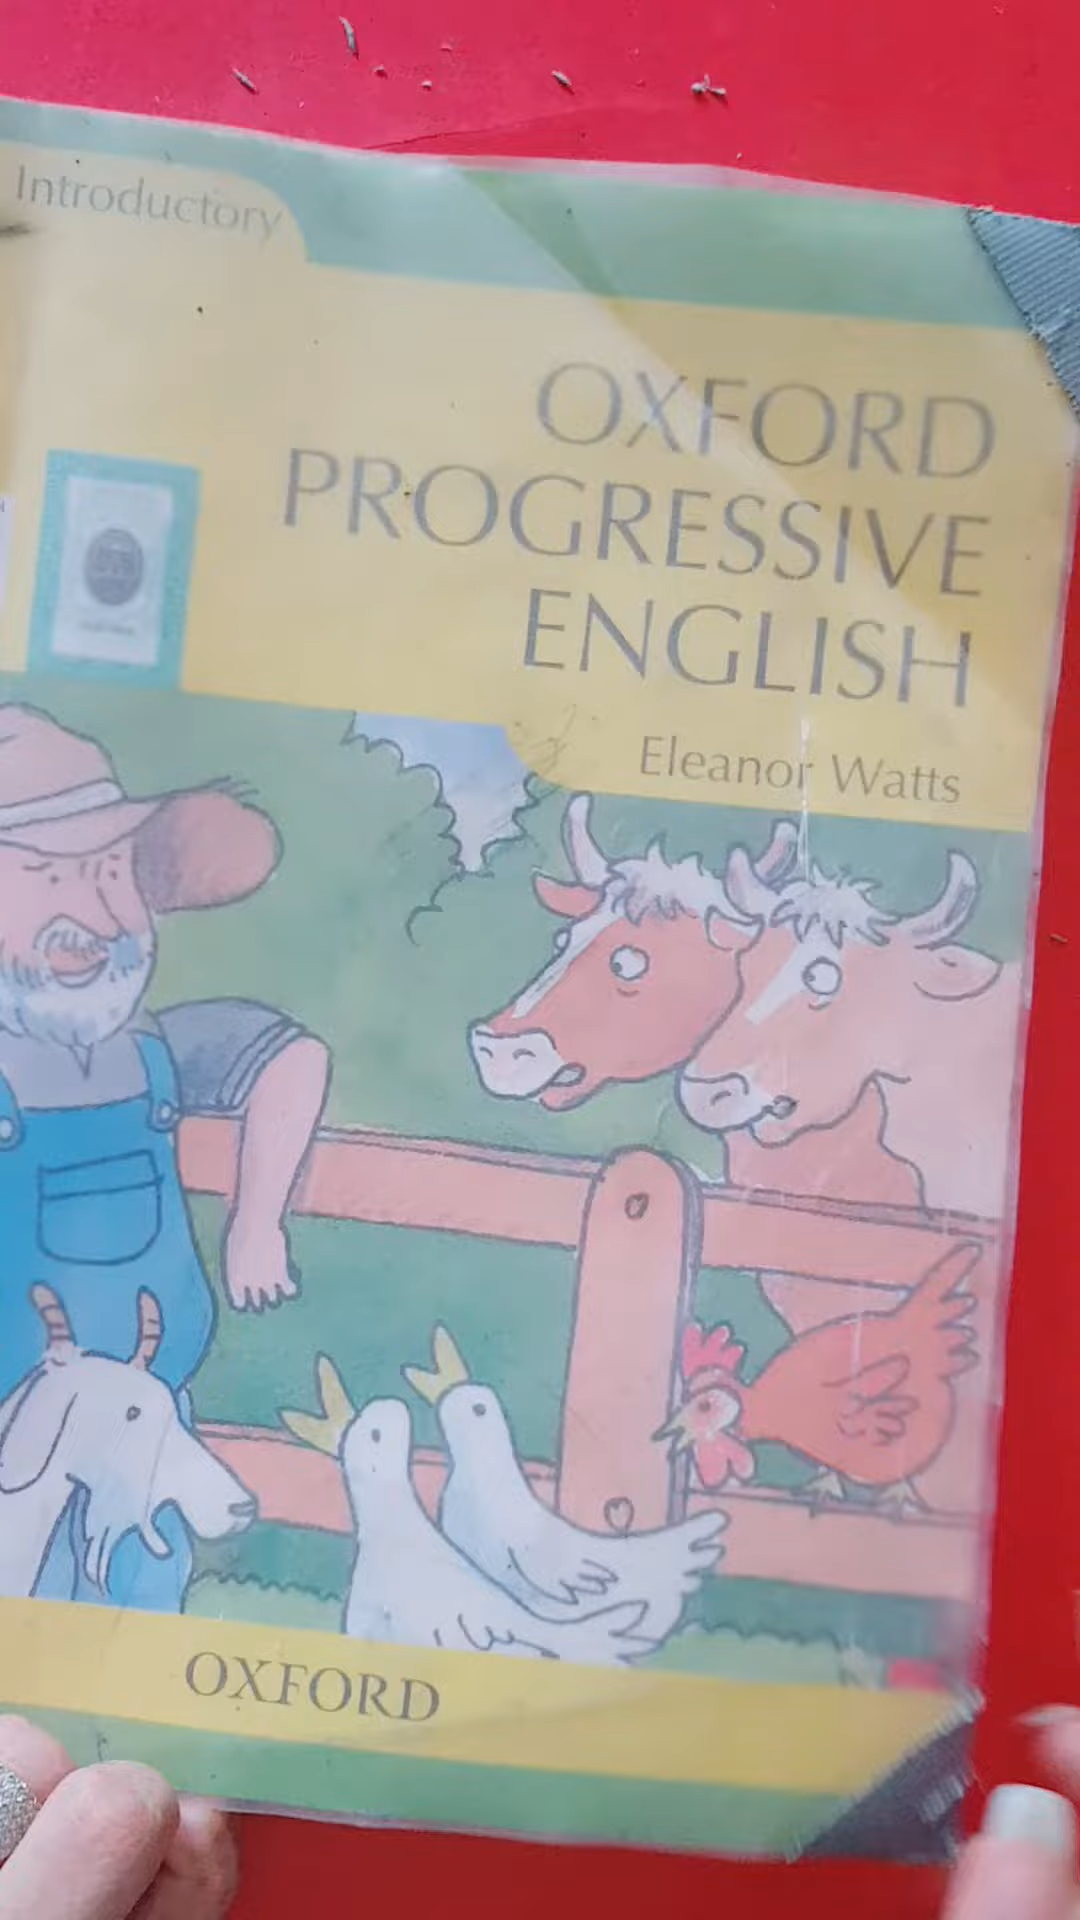 Introductory
OXFORD
PROGRESSIVE
ENGLISH
Eleanor Watts
OXFORD